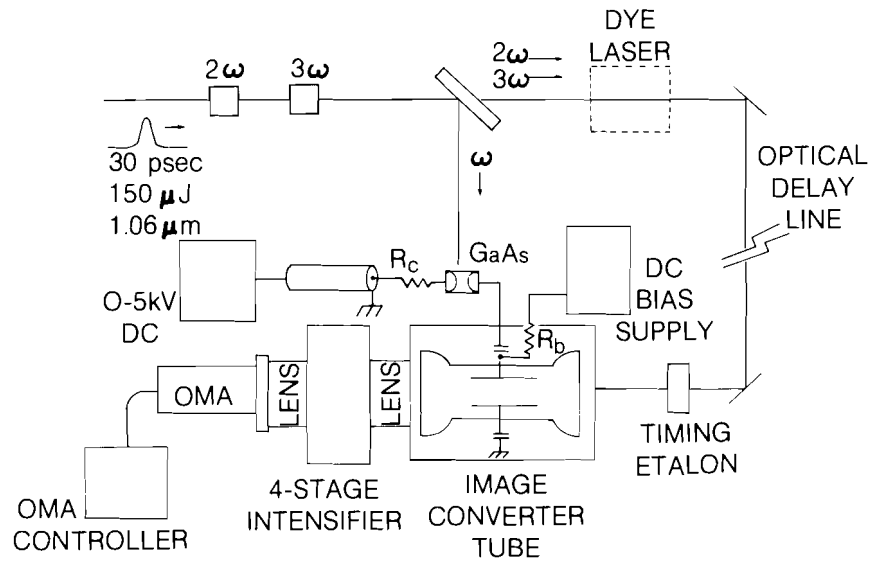 DYE
LASER
2ω
3ω
2ω
3ω
30 psec
150 μJ
1.06 μm
ω
OPTICAL
DELAY
LINE
GaAs
Rc
O-5kV
DC
DC
BIAS
SUPPLY
Rb
OMA
LENS
LENS
TIMING
ETALON
4-STAGE
INTENSIFIER
IMAGE
CONVERTER
TUBE
OMA
CONTROLLER